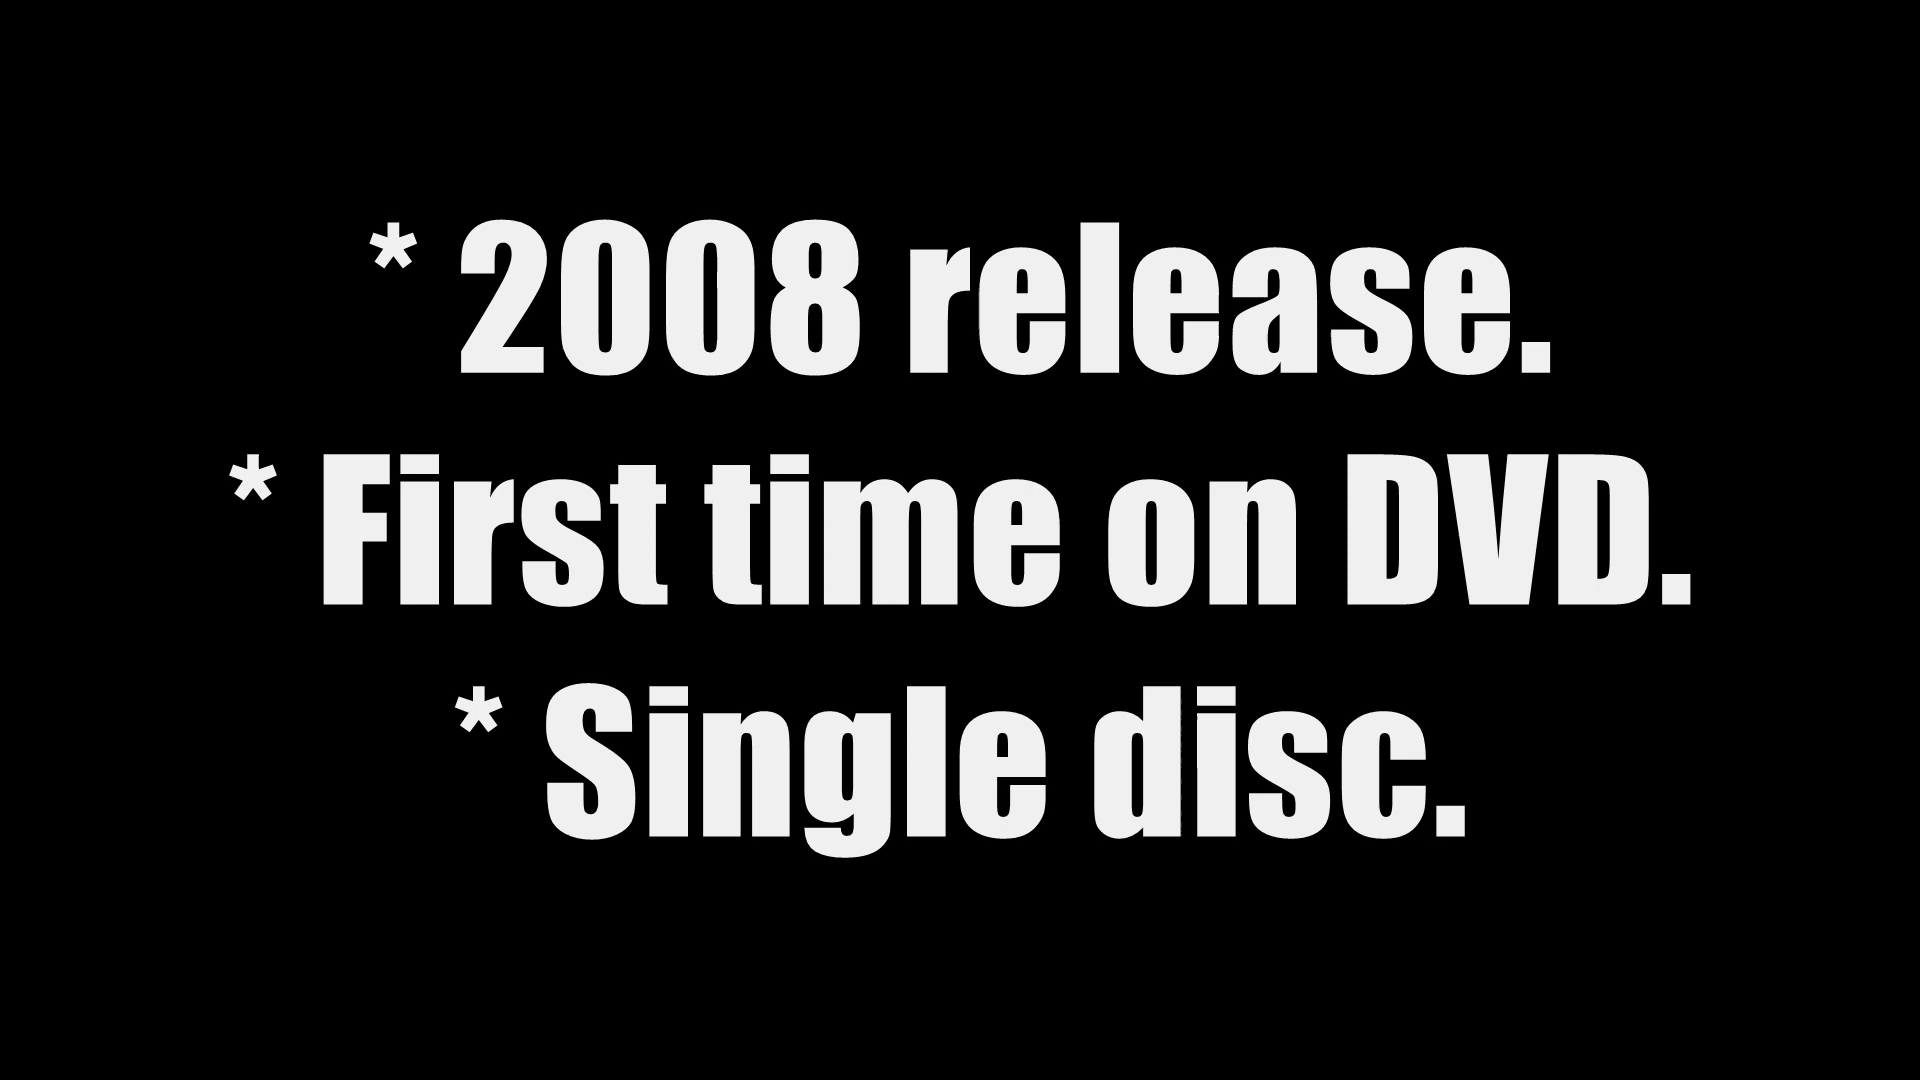 * 2008 release.
* First time on DVD.
* Single disc.